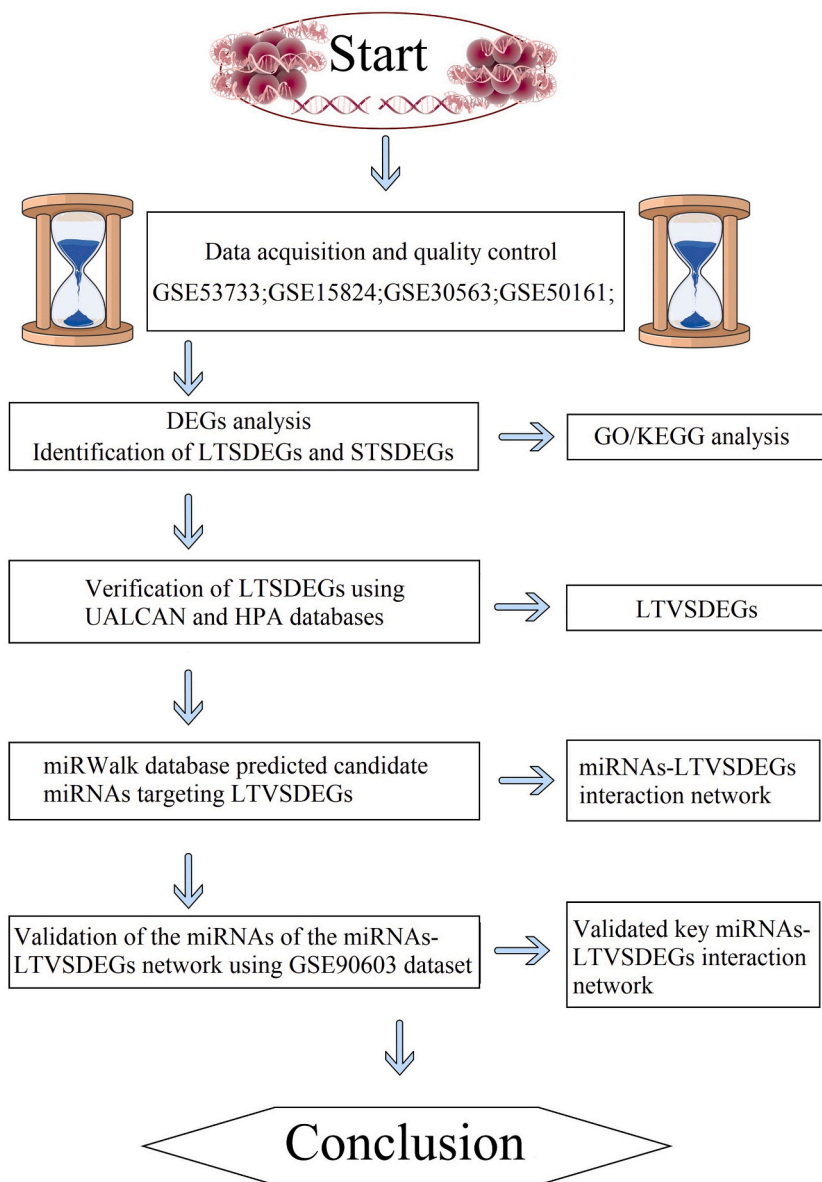 Start
Data acquisition and quality control
GSE53733;GSE15824;GSE30563;GSE50161;
DEGs analysis
Identification of LTSDEGs and STSDEGs
GO/KEGG analysis
Verification of LTSDEGs using
UALCAN and HPA databases
LTVSDEGs
miRWalk database predicted candidate
miRNAs targeting LTVSDEGs
miRNAs-LTVSDEGs
interaction network
Validation of the miRNAs of the miRNAs-
LTVSDEGs network using GSE90603 dataset
Validated key miRNAs-
LTVSDEGs interaction
network
Conclusion